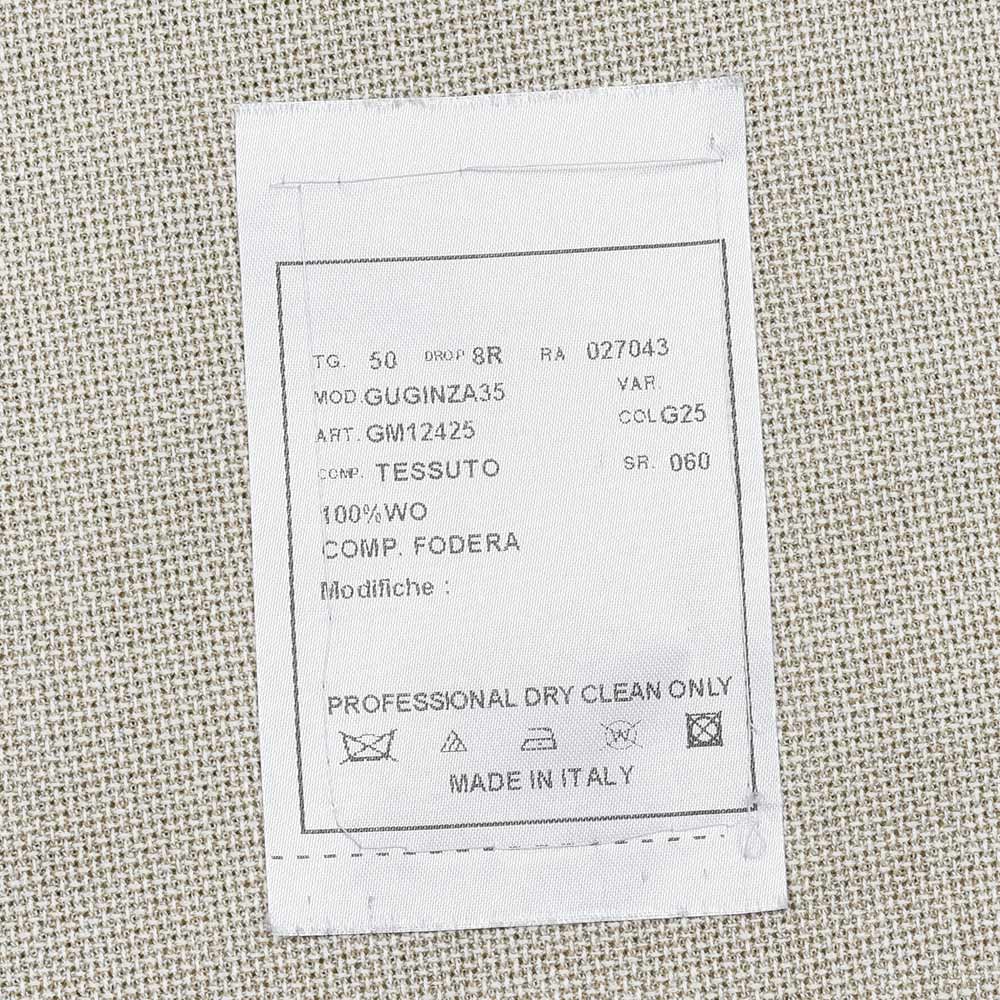 TG. 50 DROP 8R RA 027043
MOD.GUGINZA35 VAR.
ART. GM12425 COL G25
COMP. TESSUTO SR. 060
100%WO
COMP. FODERA
Modifiche :
PROFESSIONAL DRY CLEAN ONLY
W
MADE IN ITALY